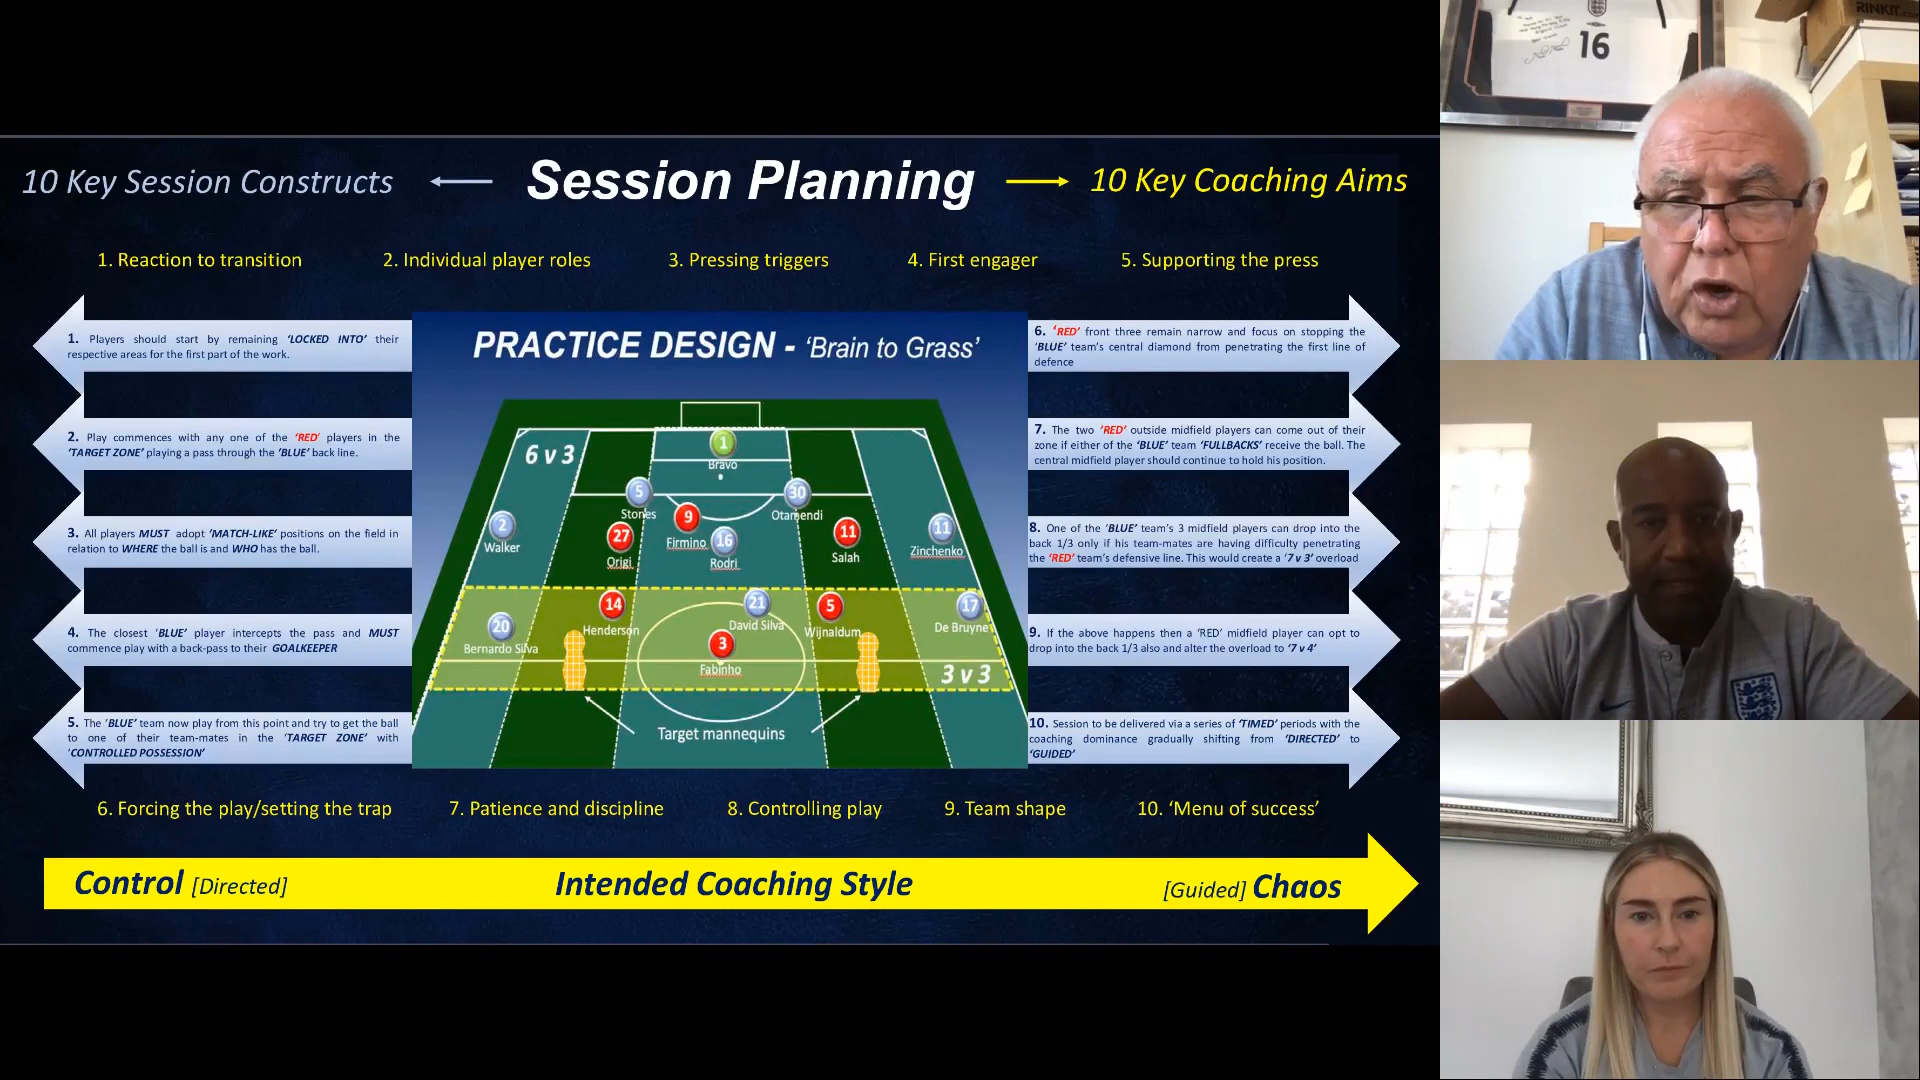 10 Key Session Constructs
Session Planning
10 Key Coaching Aims
1. Reaction to transition
2. Individual player roles
3. Pressing triggers
4. First engager
5. Supporting the press
1. Players should start by remaining ‘LOCKED INTO’ their
respective areas for the first part of the work.
2. Play commences with any one of the ‘RED’ players in the
‘TARGET ZONE’ playing a pass through the ‘BLUE’ back line.
3. All players MUST adopt ‘MATCH-LIKE’ positions on the field in
relation to WHERE the ball is and WHO has the ball.
4. The closest ‘BLUE’ player intercepts the pass and MUST
commence play with a back-pass to their GOALKEEPER
5. The ‘BLUE’ team now play from this point and try to get the ball
to one of their team-mates in the ‘TARGET ZONE’ with
‘CONTROLLED POSSESSION’
PRACTICE DESIGN - ‘Brain to Grass’
6 v 3
1
Bravo
5
Stones
30
Otamendi
2
Walker
9
Firmino
27
Origi
16
Rodri
11
Salah
11
Zinchenko
20
Bernardo Silva
14
Henderson
21
David Silva
5
Wijnaldum
17
De Bruyne
3
Fabinho
3 v 3
Target mannequins
6. ‘RED’ front three remain narrow and focus on stopping the
‘BLUE’ team’s central diamond from penetrating the first line of
defence
7. The two ‘RED’ outside midfield players can come out of their
zone if either of the ‘BLUE’ team ‘FULLBACKS’ receive the ball. The
central midfield player should continue to hold his position.
8. One of the ‘BLUE’ team’s 3 midfield players can drop into the
back 1/3 only if his team-mates are having difficulty penetrating
the ‘RED’ team’s defensive line. This would create a ‘7 v 3’ overload
9. If the above happens then a ‘RED’ midfield player can opt to
drop into the back 1/3 also and alter the overload to ‘7 v 4’
10. Session to be delivered via a series of ‘TIMED’ periods with the
coaching dominance gradually shifting from ‘DIRECTED’ to
‘GUIDED’
6. Forcing the play/setting the trap
7. Patience and discipline
8. Controlling play
9. Team shape
10. ‘Menu of success’
Control [Directed]
Intended Coaching Style
[Guided] Chaos
16